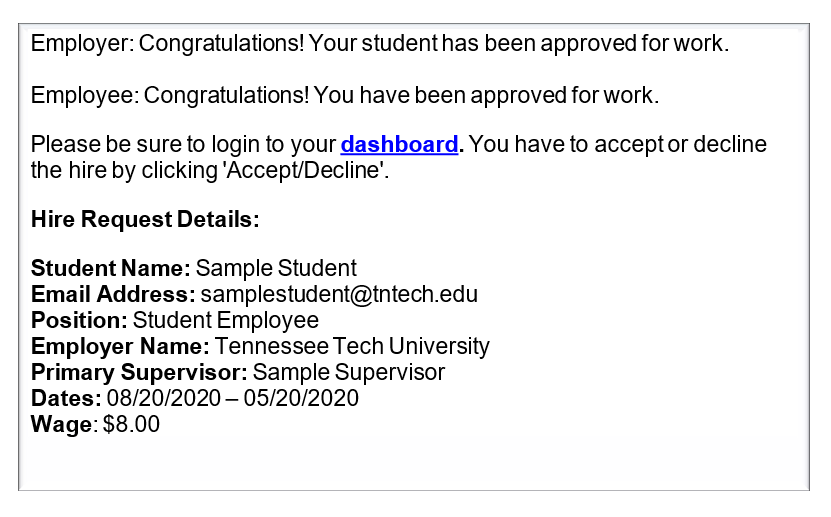 Employer: Congratulations! Your student has been approved for work.
Employee: Congratulations! You have been approved for work.
Please be sure to login to your dashboard. You have to accept or decline
the hire by clicking 'Accept/Decline'.
Hire Request Details:
Student Name: Sample Student
Email Address: samplestudent@tntech.edu
Position: Student Employee
Employer Name: Tennessee Tech University
Primary Supervisor: Sample Supervisor
Dates: 08/20/2020 – 05/20/2020
Wage: $8.00